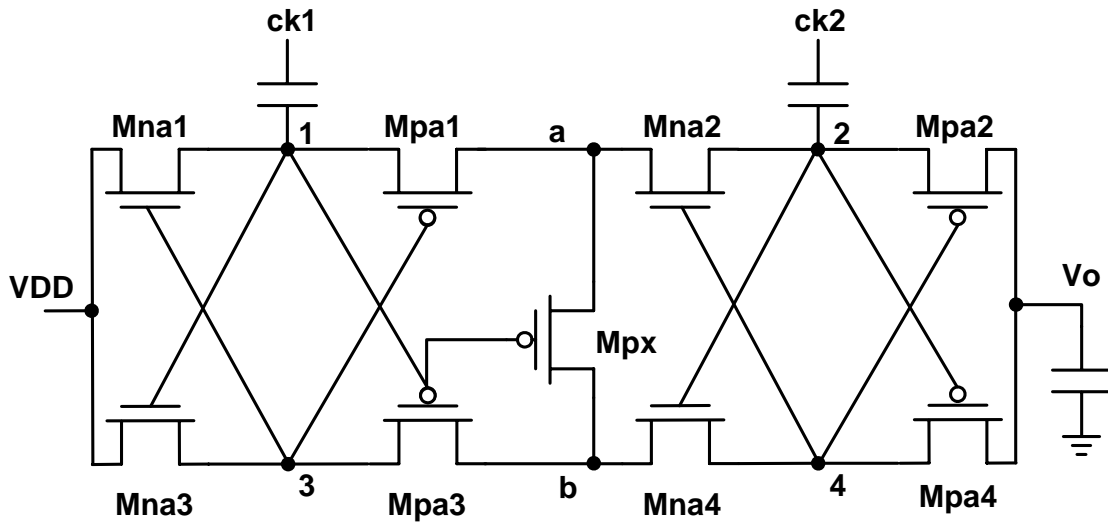 ck1 ck2
Mna1 1 Mpa1 a Mna2 2 Mpa2
VDD Vo
Mpx
Mna3 3 Mpa3 b Mna4 4 Mpa4